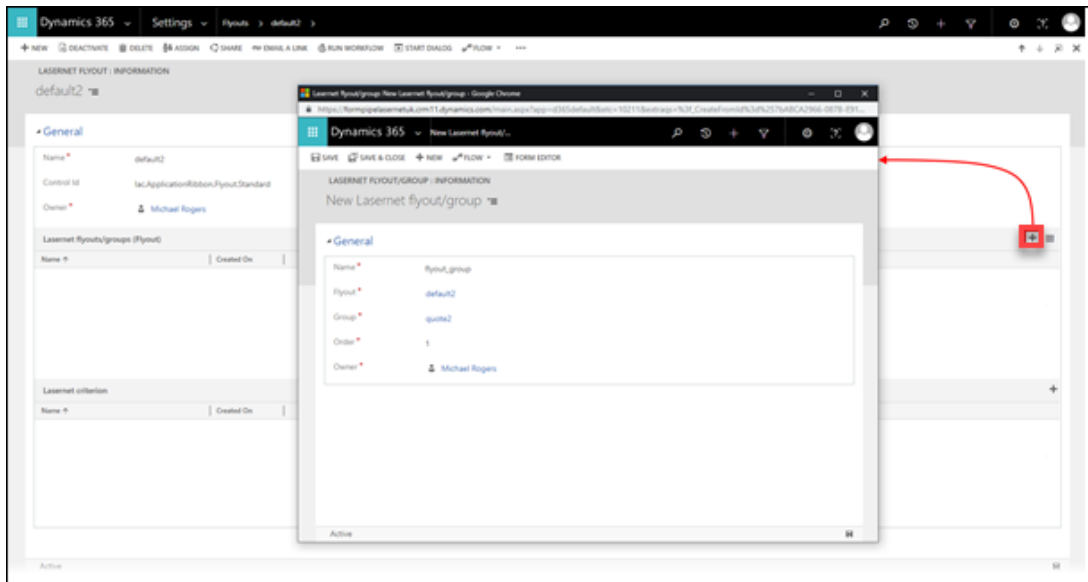 Dynamics 365 Settings Flyouts > default2 >
+ NEW DEACTIVATE DELETE ASSIGN SHARE EMAIL A LINK RUN WORKFLOW START DIALOG FLOW ...
LASERNET FLYOUT : INFORMATION
default2
General
Name * default2
Control Id lac.ApplicationRibbon.Flyout.Standard
Owner * Michael Rogers
Lasernet flyouts/groups (Flyout)
Name ↑ Created On
Lasernet criterion
Name ↑ Created On
Active
Lasernet flyout/group: New Lasernet flyout/group - Google Chrome
Dynamics 365 New Lasernet flyout/...
SAVE SAVE & CLOSE + NEW FLOW FORM EDITOR
LASERNET FLYOUT/GROUP : INFORMATION
New Lasernet flyout/group
General
Name * flyout_group
Flyout * default2
Group * quote2
Order * 1
Owner * Michael Rogers
Active